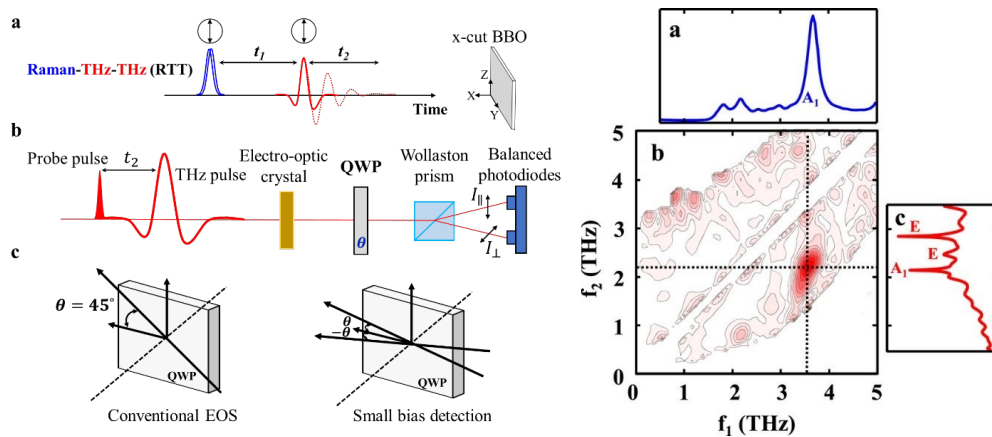 a
t₁
t₂
x-cut BBO
Raman-THz-THz (RTT)
Time
Z
X
Y
b
Probe pulse
t₂
THz pulse
Electro-optic
crystal
QWP
θ
Wollaston
prism
Balanced
photodiodes
I∥
I⊥
c
θ = 45°
QWP
Conventional EOS
θ
−θ
QWP
Small bias detection
a
A₁
b
5
4
3
2
1
0
f₂ (THz)
0 1 2 3 4 5
f₁ (THz)
c
E
E
A₁